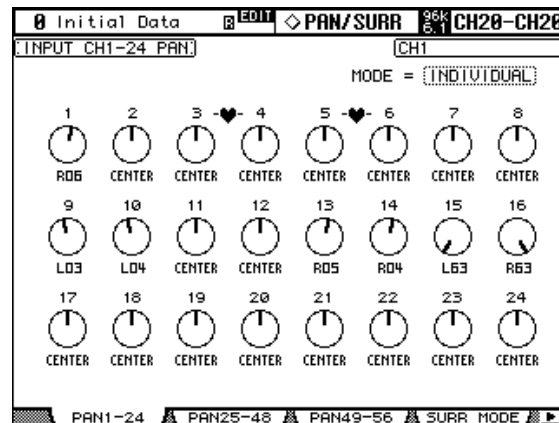 0 Initial Data R EDIT ◇PAN/SURR 96k 6.1 CH20-CH20
INPUT CH1-24 PAN CH1
MODE = INDIVIDUAL
1 2 3 -♥- 4 5 -♥- 6 7 8
R06 CENTER CENTER CENTER CENTER CENTER CENTER CENTER
9 10 11 12 13 14 15 16
L03 L04 CENTER CENTER R05 R04 L63 R63
17 18 19 20 21 22 23 24
CENTER CENTER CENTER CENTER CENTER CENTER CENTER CENTER
PAN1-24 PAN25-48 PAN49-56 SURR MODE